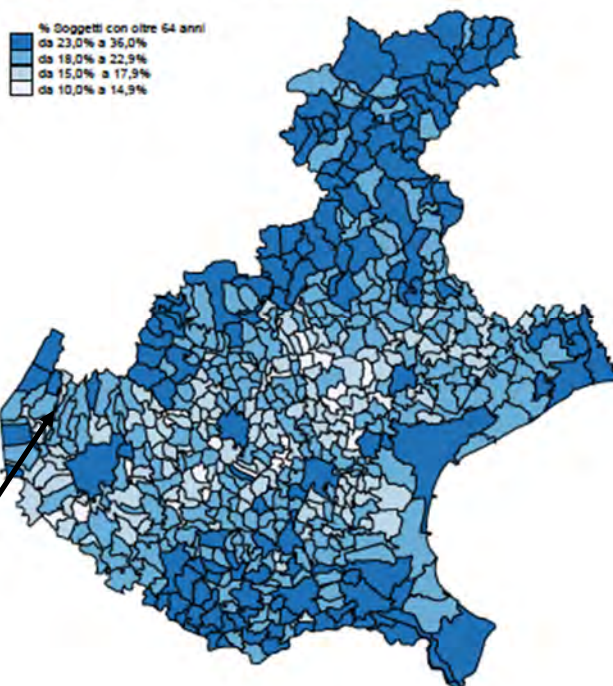 % Soggetti con oltre 64 anni
da 23,0% a 36,0%
da 18,0% a 22,9%
da 15,0% a 17,9%
da 10,0% a 14,9%